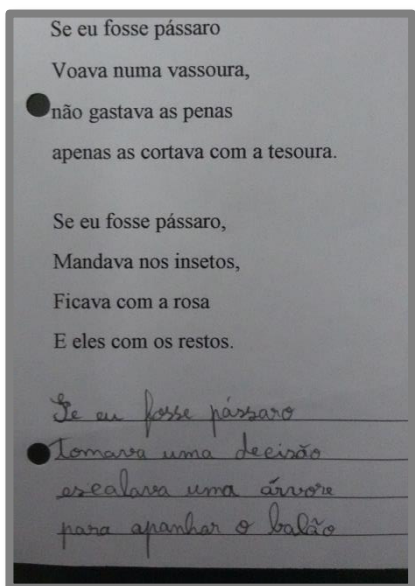 Se eu fosse pássaro
Voava numa vassoura,
não gastava as penas
apenas as cortava com a tesoura.
Se eu fosse pássaro,
Mandava nos insetos,
Ficava com a rosa
E eles com os restos.
Se eu fosse pássaro
Tomava uma decisão
escalava uma árvore
para apanhar o balão